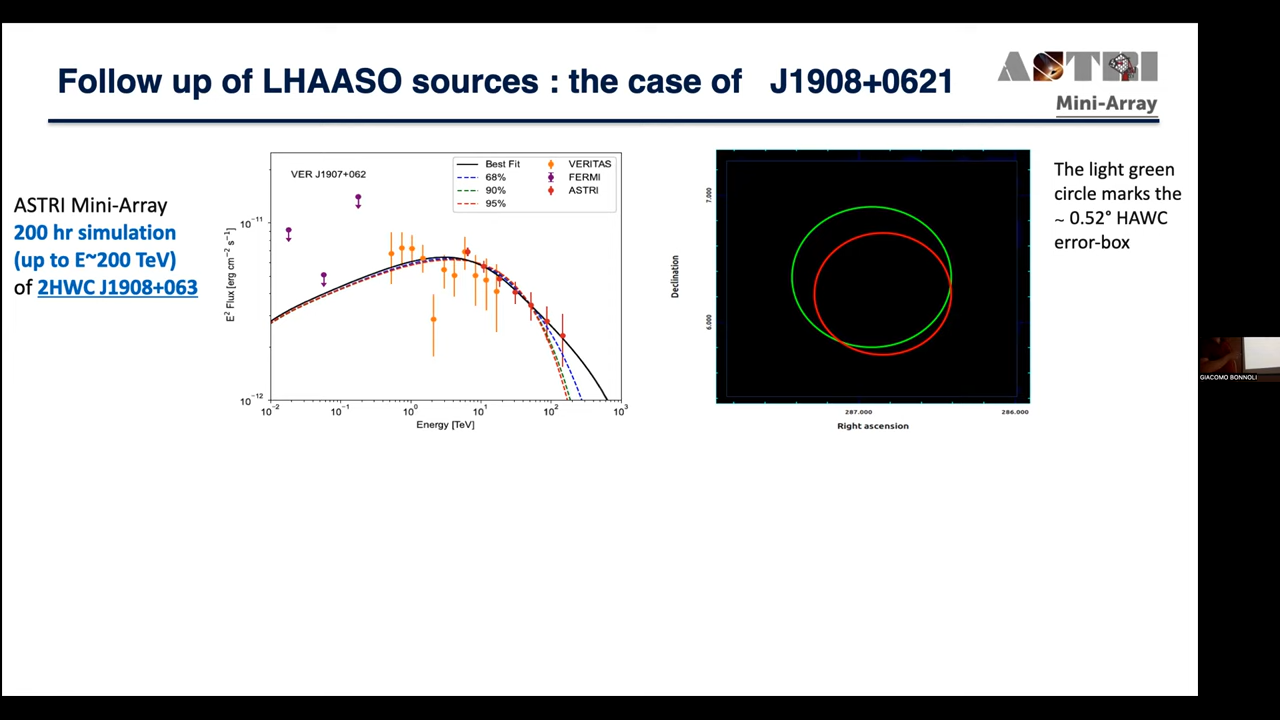 Follow up of LHAASO sources : the case of J1908+0621
ASTRI
Mini-Array
ASTRI Mini-Array
200 hr simulation
(up to E~200 TeV)
of 2HWC J1908+063
VER J1907+062
Best Fit
68%
90%
95%
VERITAS
FERMI
ASTRI
E² Flux [erg cm⁻² s⁻¹]
10⁻¹¹
10⁻¹²
10⁻²
10⁻¹
10⁰
10¹
10²
10³
Energy [TeV]
Declination
7.000
6.000
287.000
286.000
Right ascension
The light green
circle marks the
~ 0.52° HAWC
error-box
GIACOMO BONNOLI